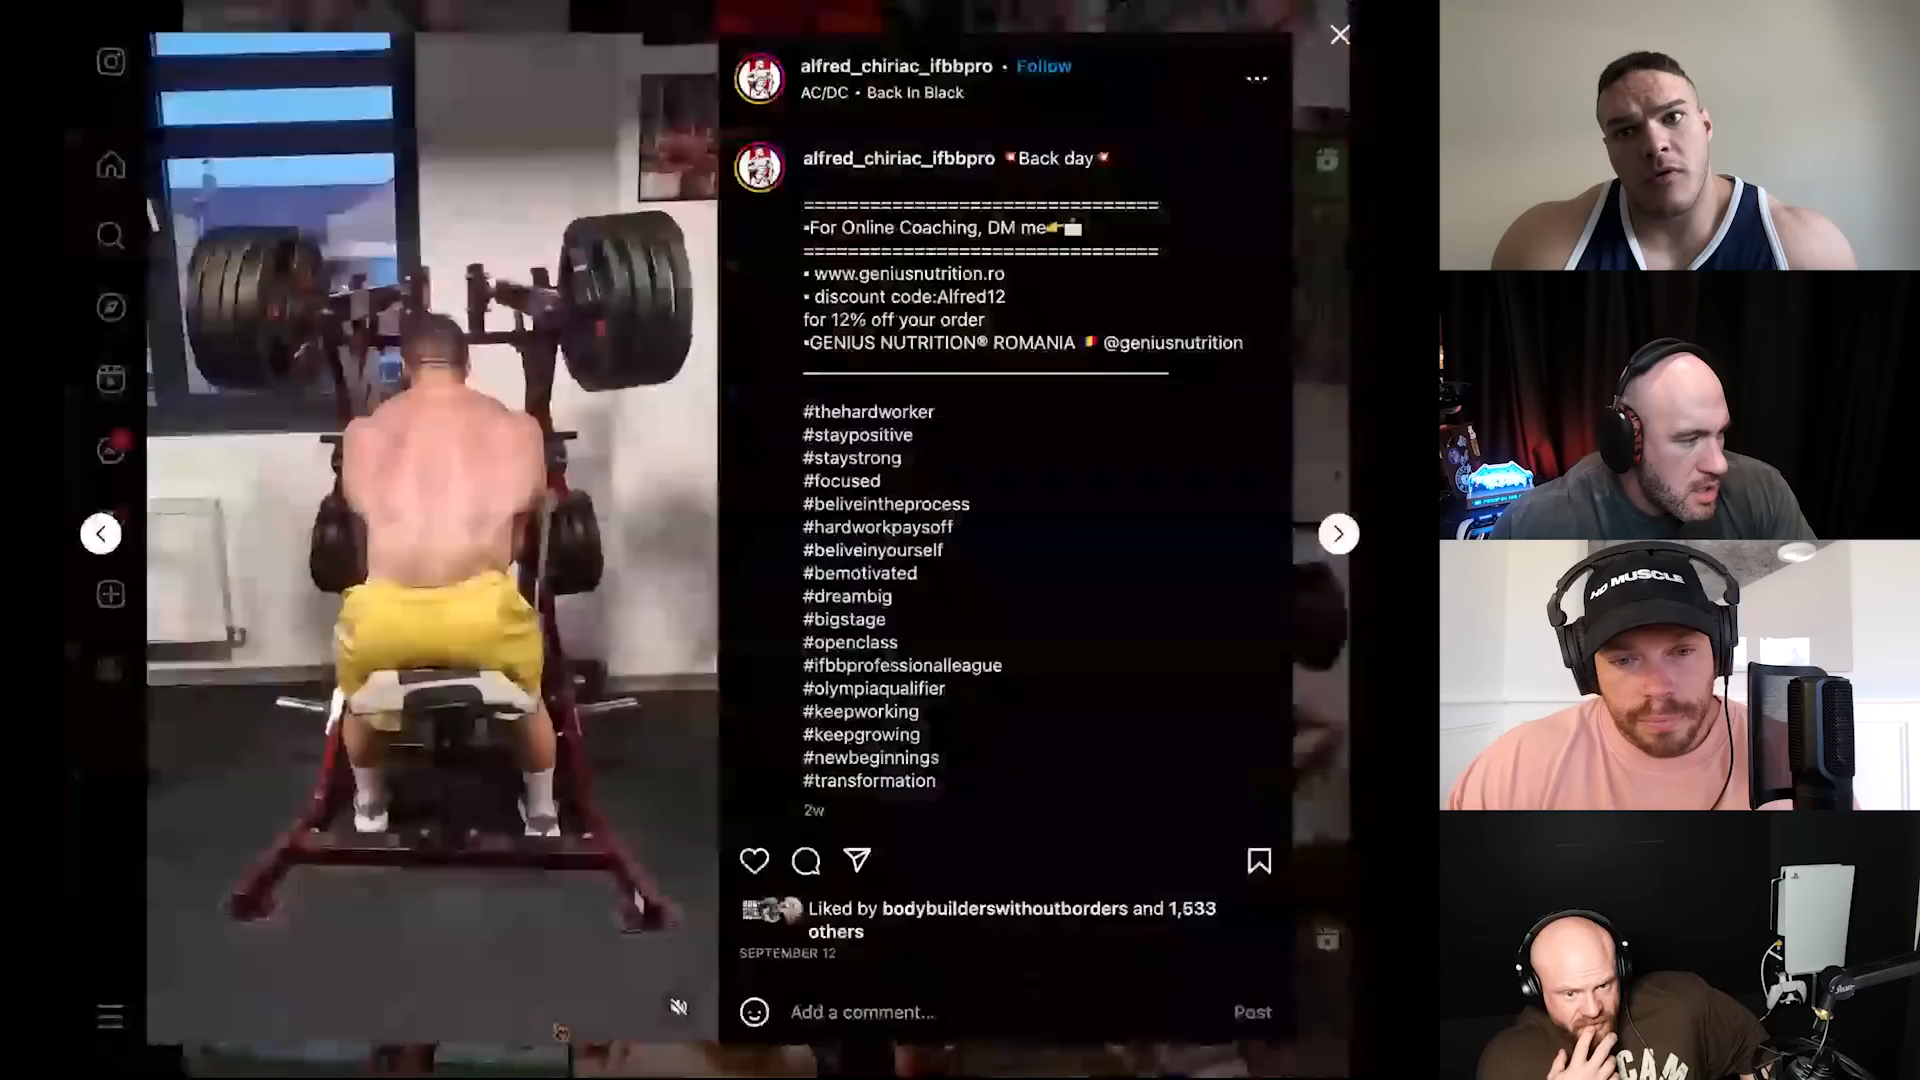 alfred_chiriac_ifbbpro • Follow
AC/DC • Back In Black
alfred_chiriac_ifbbpro 💥Back day💥
================================
▪️For Online Coaching, DM me👉📩
================================
▪️ www.geniusnutrition.ro
▪️ discount code:Alfred12
for 12% off your order
▪️GENIUS NUTRITION® ROMANIA 🇷🇴 @geniusnutrition
#thehardworker
#staypositive
#staystrong
#focused
#beliveintheprocess
#hardworkpaysoff
#beliveinyourself
#bemotivated
#dreambig
#bigstage
#openclass
#ifbbprofessionalleague
#olympiaqualifier
#keepworking
#keepgrowing
#newbeginnings
#transformation
2w
Liked by bodybuilderswithoutborders and 1,533
others
SEPTEMBER 12
Add a comment...
Post
HD MUSCLE
CAM